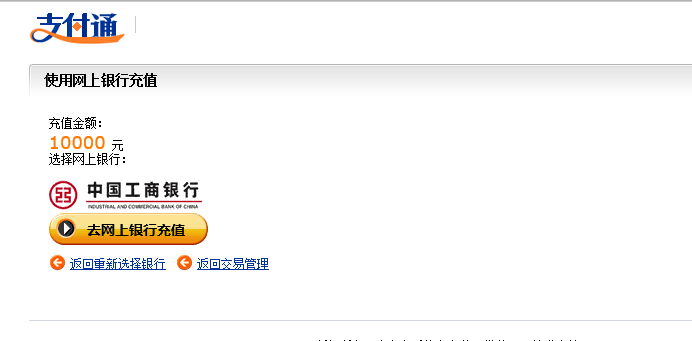 支付通
使用网上银行充值
充值金额：
10000 元
选择网上银行：
中国工商银行
INDUSTRIAL AND COMMERCIAL BANK OF CHINA
去网上银行充值
返回重新选择银行 返回交易管理